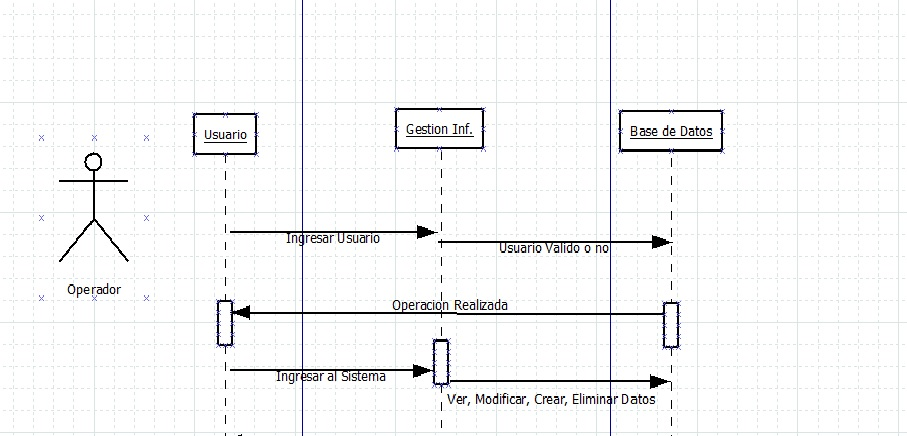 Usuario
Gestion Inf.
Base de Datos
Ingresar Usuario
Usuario Valido o no
Operador
Operacion Realizada
Ingresar al Sistema
Ver, Modificar, Crear, Eliminar Datos